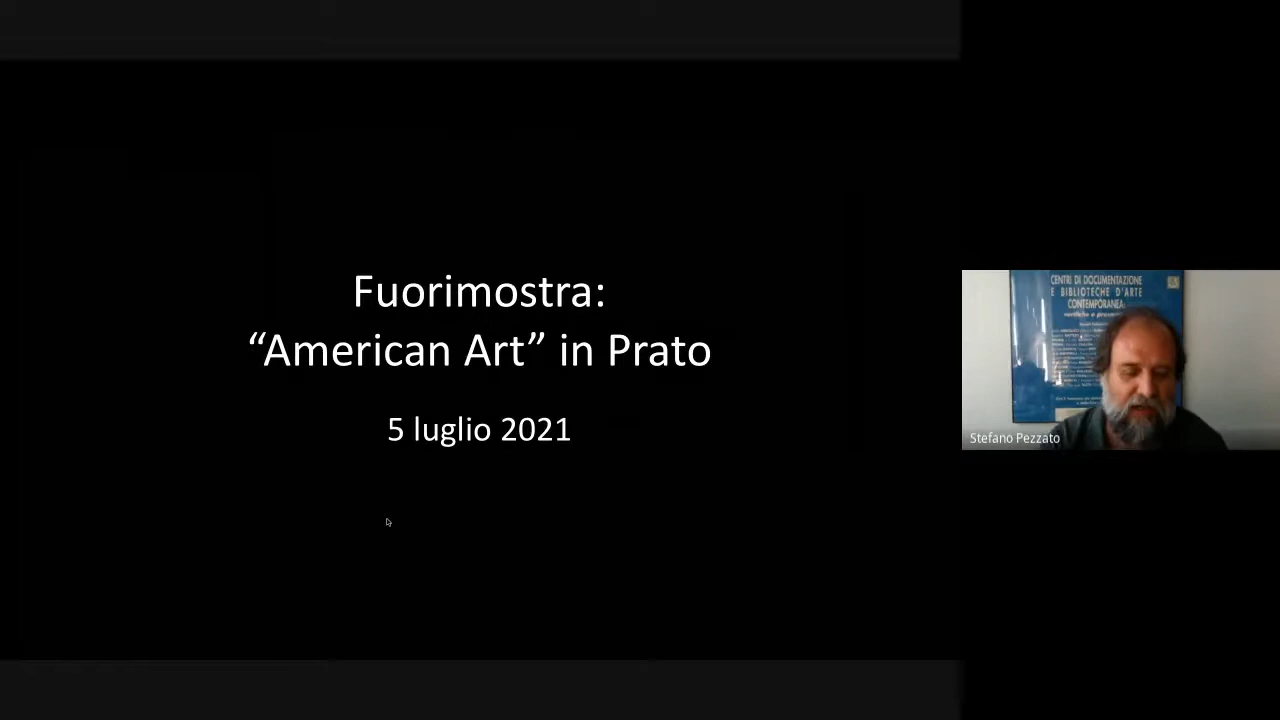 Fuorimostra:
“American Art” in Prato
5 luglio 2021
CENTRI DI DOCUMENTAZIONE
E BIBLIOTECHE D'ARTE
CONTEMPORANEA:
Stefano Pezzato